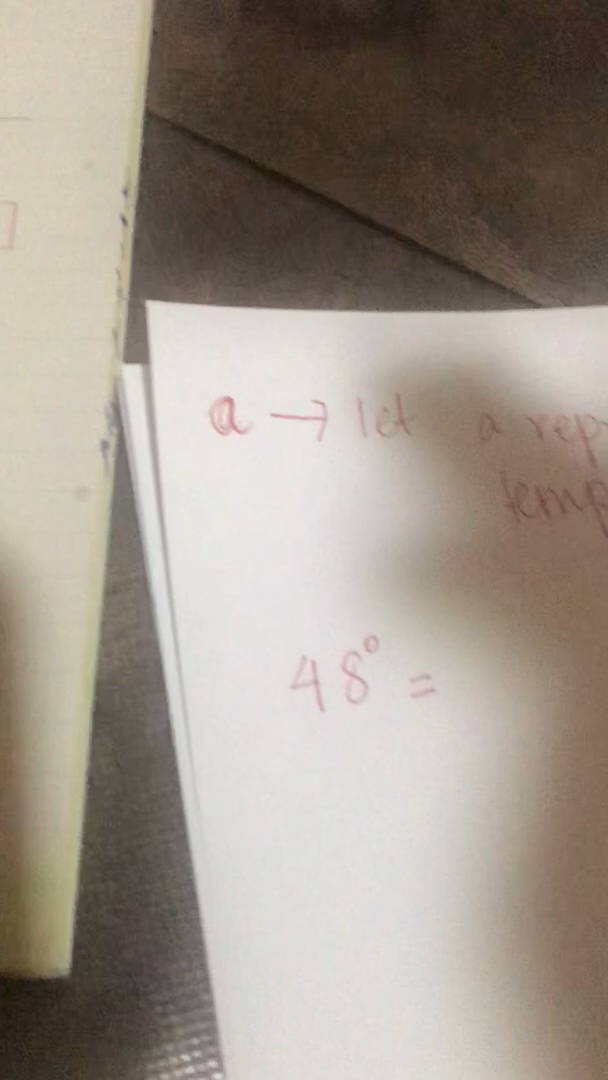 a → let a rep
temp
48° =